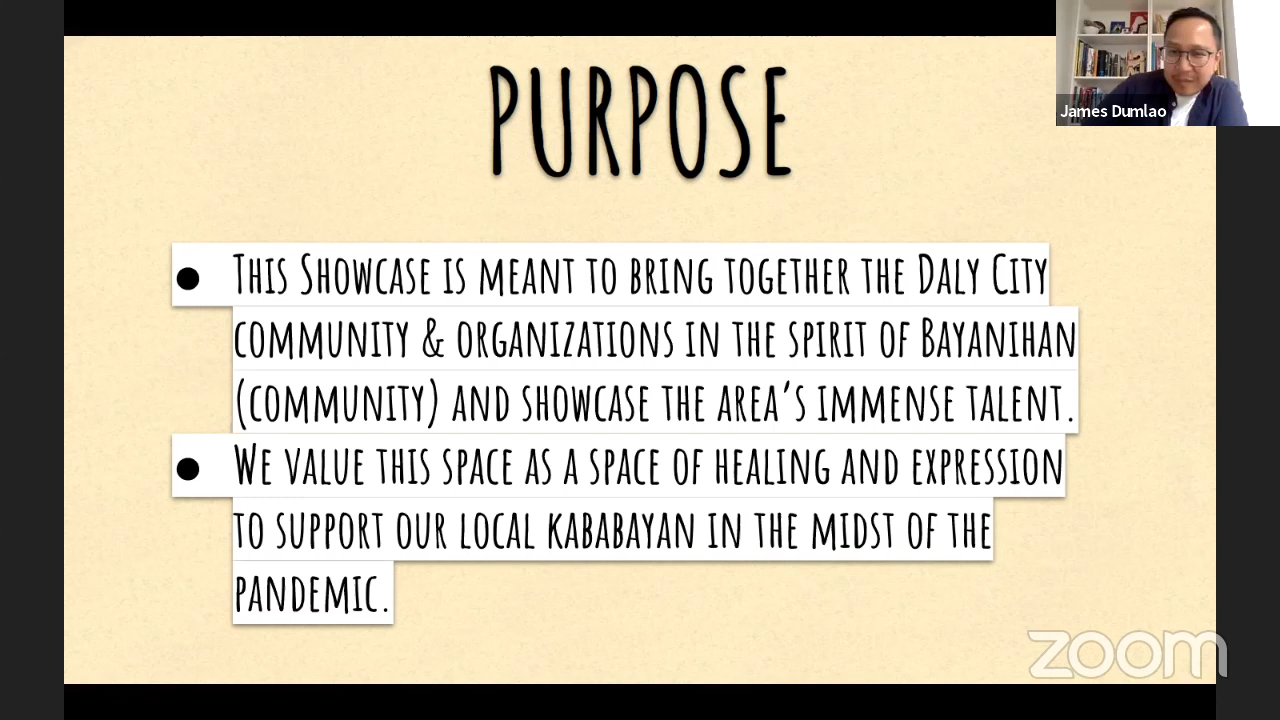 PURPOSE
James Dumlao
● THIS SHOWCASE IS MEANT TO BRING TOGETHER THE DALY CITY
COMMUNITY & ORGANIZATIONS IN THE SPIRIT OF BAYANIHAN
(COMMUNITY) AND SHOWCASE THE AREA'S IMMENSE TALENT.
● WE VALUE THIS SPACE AS A SPACE OF HEALING AND EXPRESSION
TO SUPPORT OUR LOCAL KABABAYAN IN THE MIDST OF THE
PANDEMIC.
zoom